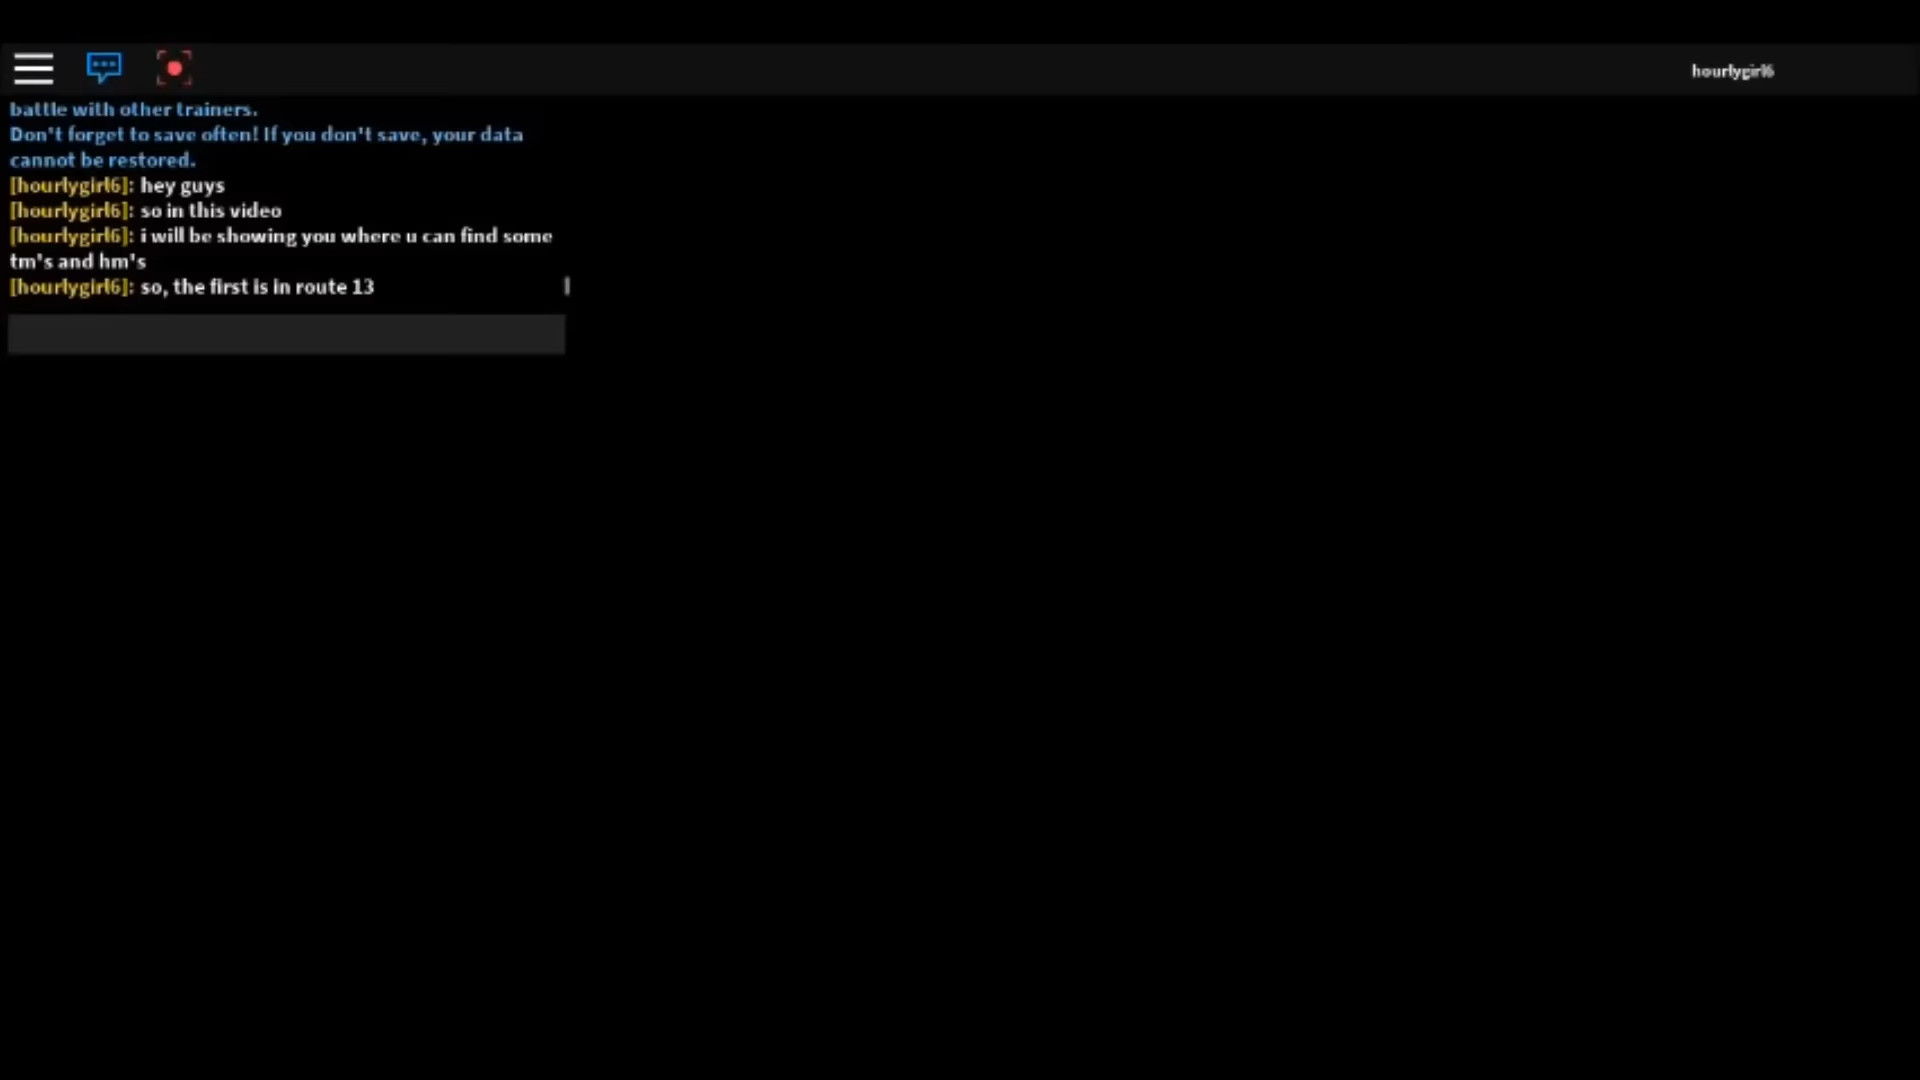 hourlygirl6
battle with other trainers.
Don't forget to save often! If you don't save, your data
cannot be restored.
[hourlygirl6]: hey guys
[hourlygirl6]: so in this video
[hourlygirl6]: i will be showing you where u can find some
tm's and hm's
[hourlygirl6]: so, the first is in route 13